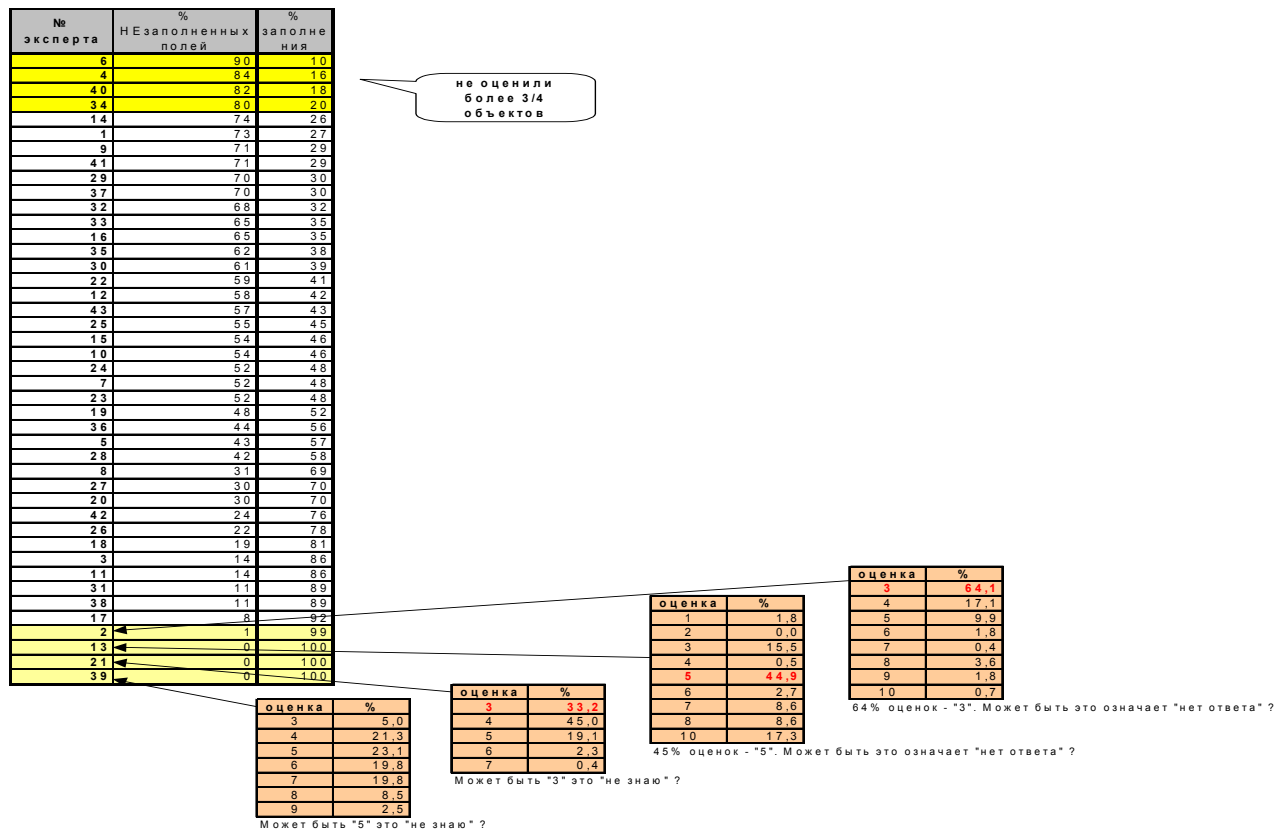 № эксперта | % НЕзаполненных полей | % заполнения
6 | 90 | 10
4 | 84 | 16
40 | 82 | 18
34 | 80 | 20
14 | 74 | 26
1 | 73 | 27
9 | 71 | 29
41 | 71 | 29
29 | 70 | 30
37 | 70 | 30
32 | 68 | 32
33 | 65 | 35
16 | 65 | 35
35 | 62 | 38
30 | 61 | 39
22 | 59 | 41
12 | 58 | 42
43 | 57 | 43
25 | 55 | 45
15 | 54 | 46
10 | 54 | 46
24 | 52 | 48
7 | 52 | 48
23 | 52 | 48
19 | 48 | 52
36 | 44 | 56
5 | 43 | 57
28 | 42 | 58
8 | 31 | 69
27 | 30 | 70
20 | 30 | 70
42 | 24 | 76
26 | 22 | 78
18 | 19 | 81
3 | 14 | 86
11 | 14 | 86
31 | 11 | 89
38 | 11 | 89
17 | 8 | 92
2 | 1 | 99
13 | 0 | 100
21 | 0 | 100
39 | 0 | 100
не оценили
более 3/4
объектов
оценка | %
3 | 5,0
4 | 21,3
5 | 23,1
6 | 19,8
7 | 19,8
8 | 8,5
9 | 2,5
Может быть "5" это "не знаю" ?
оценка | %
3 | 33,2
4 | 45,0
5 | 19,1
6 | 2,3
7 | 0,4
Может быть "3" это "не знаю" ?
оценка | %
1 | 1,8
2 | 0,0
3 | 15,5
4 | 0,5
5 | 44,9
6 | 2,7
7 | 8,6
8 | 8,6
10 | 17,3
45% оценок - "5". Может быть это означает "нет ответа" ?
оценка | %
3 | 64,1
4 | 17,1
5 | 9,9
6 | 1,8
7 | 0,4
8 | 3,6
9 | 1,8
10 | 0,7
64% оценок - "3". Может быть это означает "нет ответа" ?